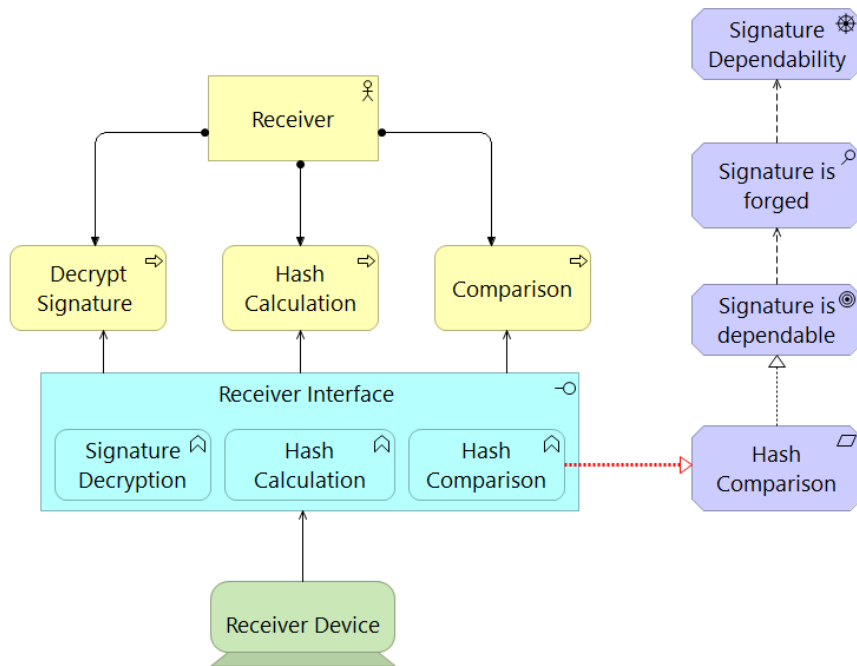 Signature
Dependability
Receiver
Signature is
forged
Decrypt
Signature
Hash
Calculation
Comparison
Signature is
dependable
Receiver Interface
Signature
Decryption
Hash
Calculation
Hash
Comparison
Hash
Comparison
Receiver Device